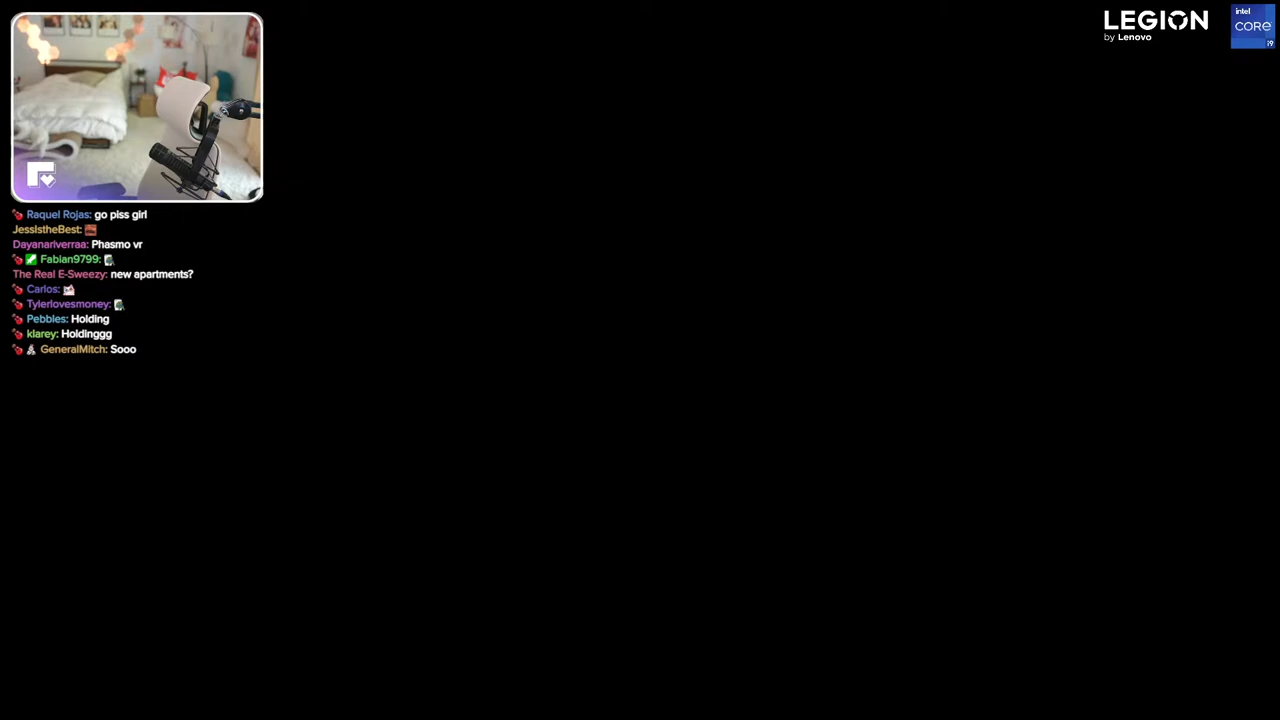 LEGION
by Lenovo
intel
CORE
i9
Raquel Rojas: go piss girl
JessistheBest:
Dayanariverraa: Phasmo vr
Fabian9799:
The Real E-Sweezy: new apartments?
Carlos:
Tylerlovesmoney:
Pebbles: Holding
klarey: Holdinggg
GeneralMitch: Sooo